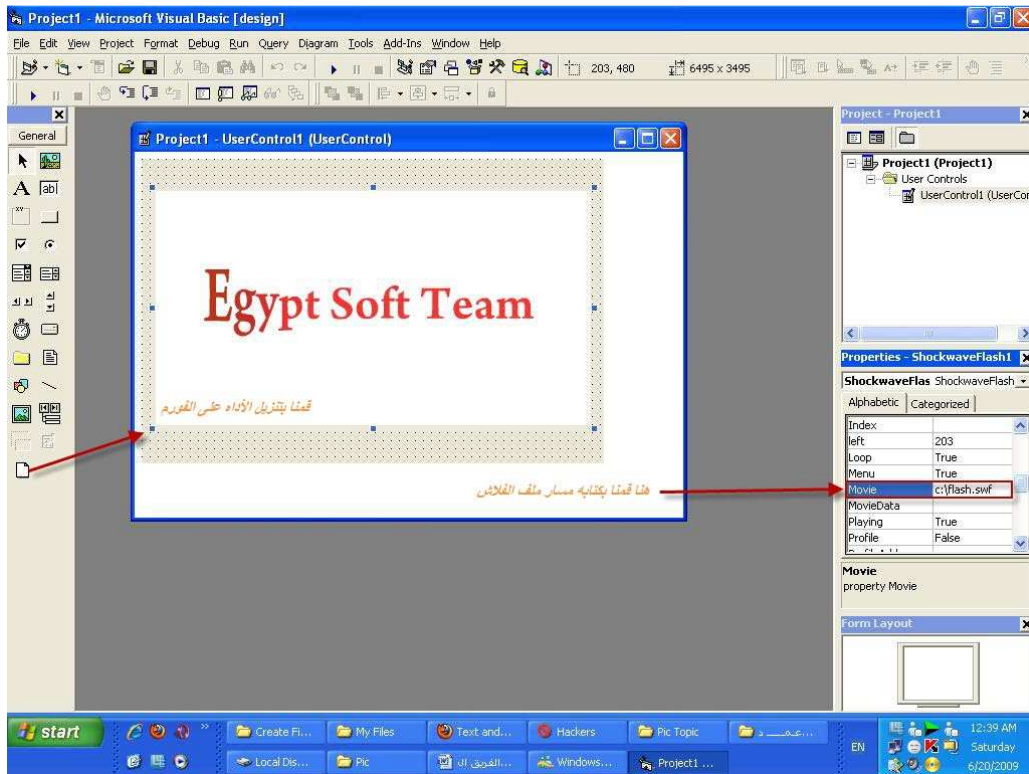 Project1 - Microsoft Visual Basic [design]
File Edit View Project Format Debug Run Query Diagram Tools Add-Ins Window Help
203, 480 6495 x 3495
General
Project1 - UserControl1 (UserControl)
Egypt Soft Team
قمنا بتنزيل الأداه على الفورم
هنا قمنا بكتابه مسار ملف الفلاش
Project - Project1
Project1 (Project1)
User Controls
UserControl1 (UserCor
Properties - ShockwaveFlash1
ShockwaveFlas ShockwaveFlash
Alphabetic Categorized
Index
left 203
Loop True
Menu True
Movie c:\flash.swf
MovieData
Playing True
Profile False
Movie
property Movie
Form Layout
start
Create Fi...
My Files
Text and...
Hackers
Pic Topic
Local Dis...
Pic
الفريق ال...
Windows...
Project1 ...
EN
12:39 AM
Saturday
6/20/2009